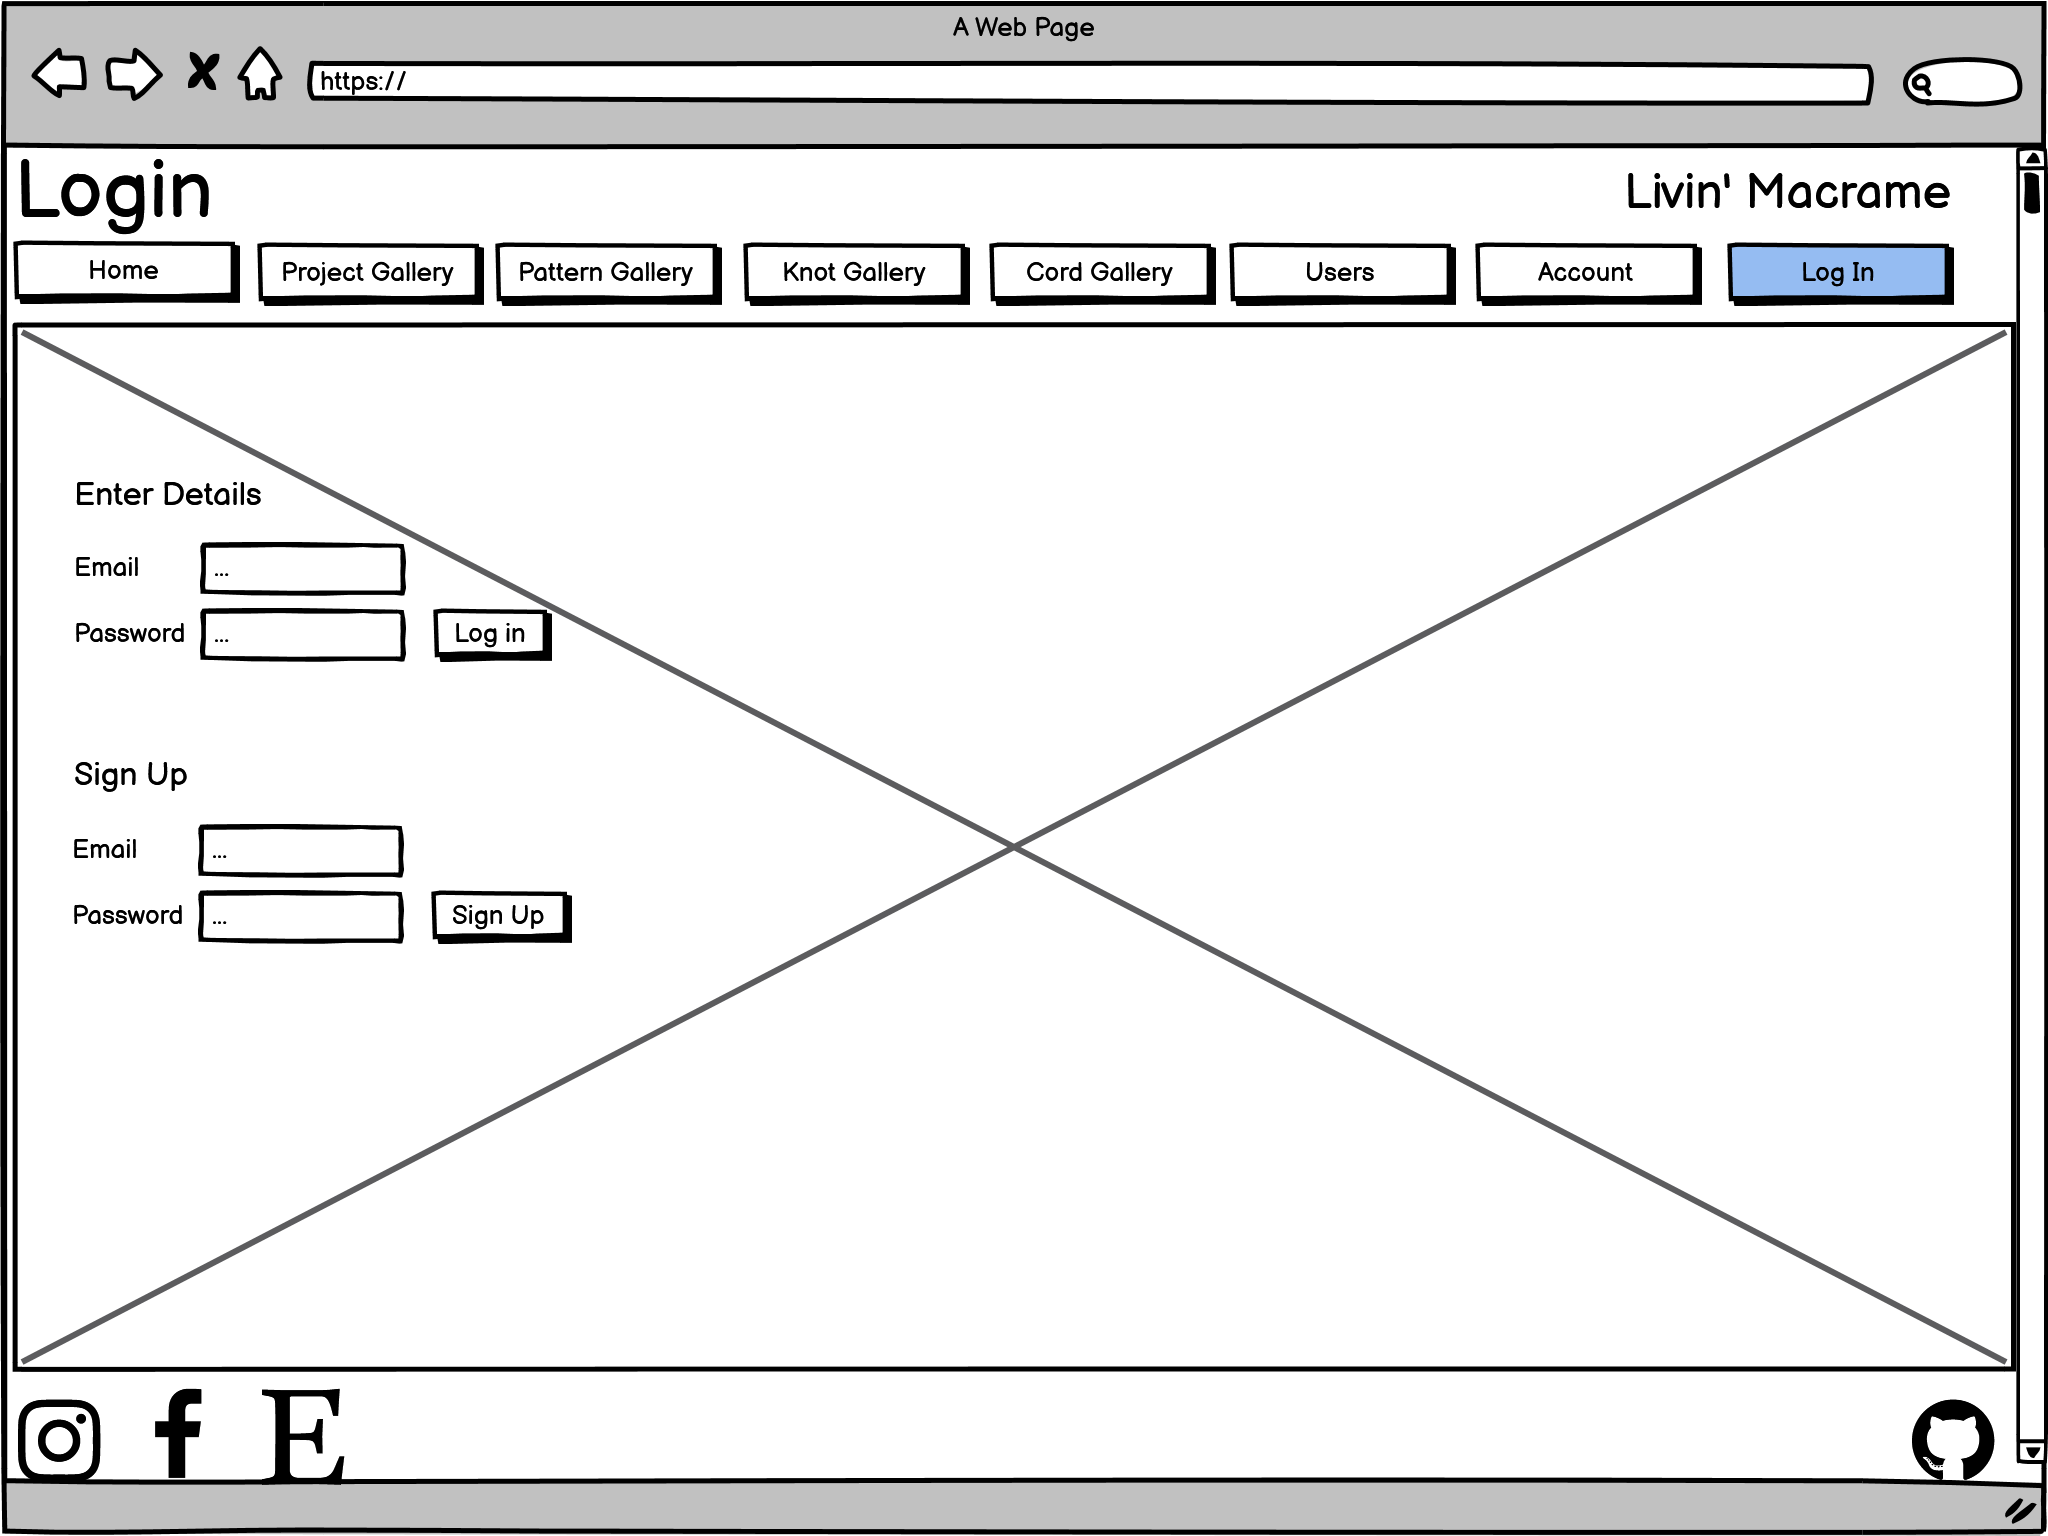 A Web Page
https://
Login
Livin' Macrame
Home
Project Gallery
Pattern Gallery
Knot Gallery
Cord Gallery
Users
Account
Log In
Enter Details
Email
...
Password
...
Log in
Sign Up
Email
...
Password
...
Sign Up
E